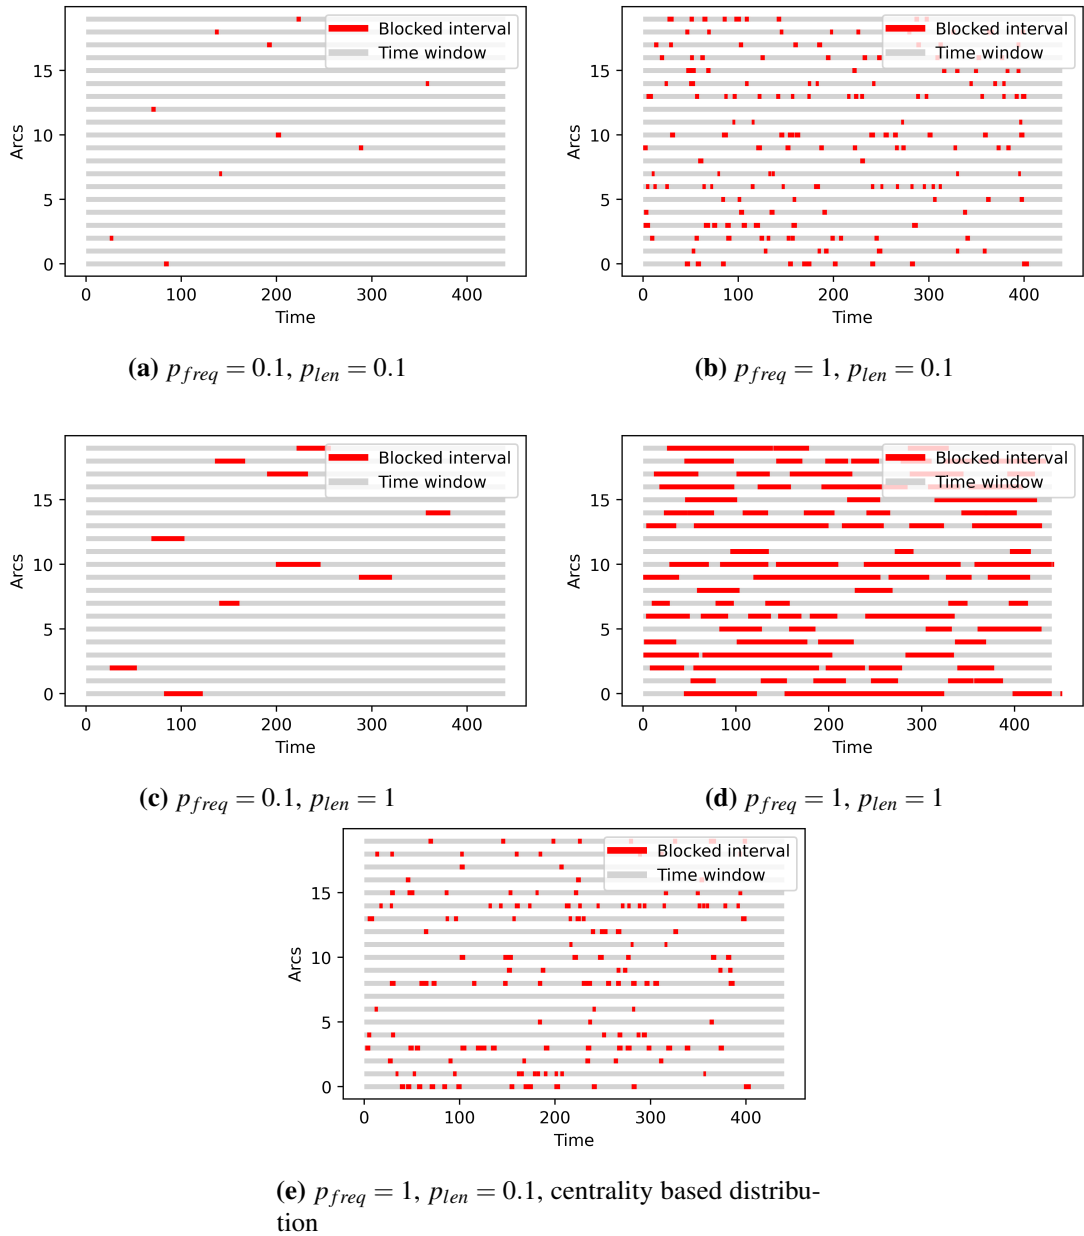 Arcs
15
10
5
0
Blocked interval
Time window
0 100 200 300 400
Time
(a) p_freq = 0.1, p_len = 0.1
Arcs
15
10
5
0
Blocked interval
Time window
0 100 200 300 400
Time
(b) p_freq = 1, p_len = 0.1
Arcs
15
10
5
0
Blocked interval
Time window
0 100 200 300 400
Time
(c) p_freq = 0.1, p_len = 1
Arcs
15
10
5
0
Blocked interval
Time window
0 100 200 300 400
Time
(d) p_freq = 1, p_len = 1
Arcs
15
10
5
0
Blocked interval
Time window
0 100 200 300 400
Time
(e) p_freq = 1, p_len = 0.1, centrality based distribu-
tion